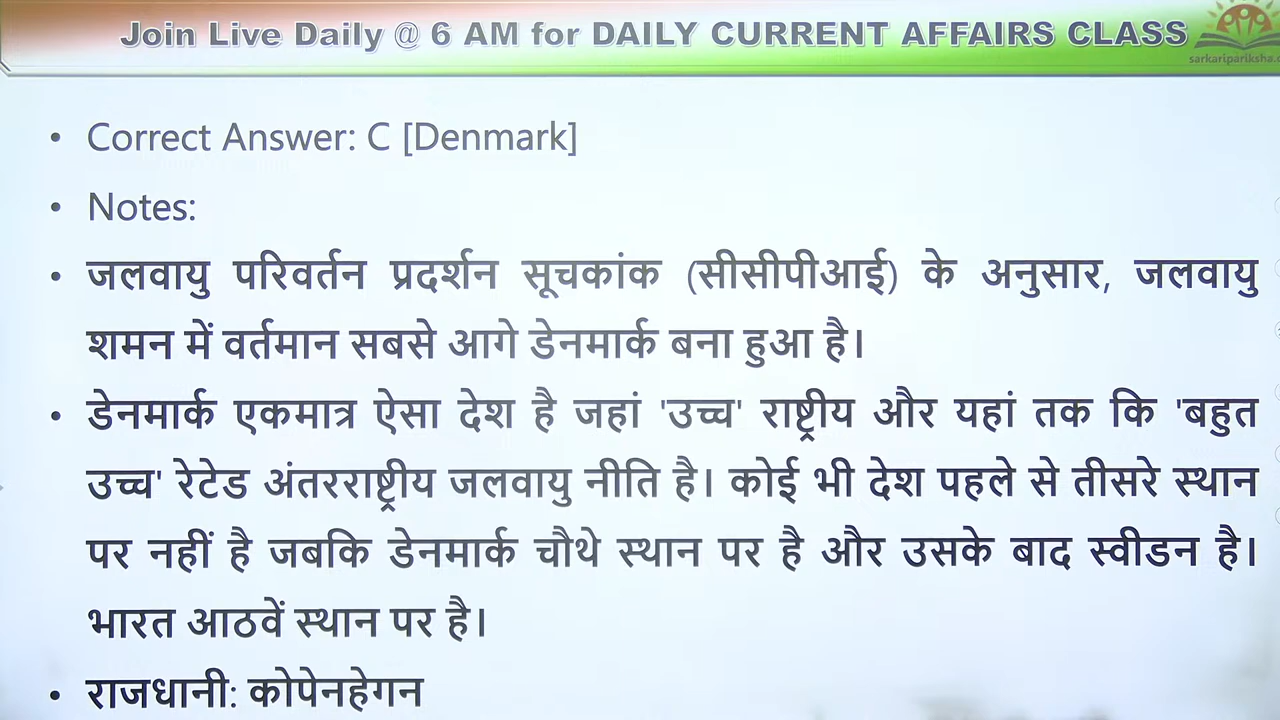 Join Live Daily @ 6 AM for DAILY CURRENT AFFAIRS CLASS
sarkaripariksha.c
• Correct Answer: C [Denmark]
• Notes:
• जलवायु परिवर्तन प्रदर्शन सूचकांक (सीसीपीआई) के अनुसार, जलवायु
शमन में वर्तमान सबसे आगे डेनमार्क बना हुआ है।
• डेनमार्क एकमात्र ऐसा देश है जहां 'उच्च' राष्ट्रीय और यहां तक कि 'बहुत
उच्च' रेटेड अंतरराष्ट्रीय जलवायु नीति है। कोई भी देश पहले से तीसरे स्थान
पर नहीं है जबकि डेनमार्क चौथे स्थान पर है और उसके बाद स्वीडन है।
भारत आठवें स्थान पर है।
• राजधानी: कोपेनहेगन